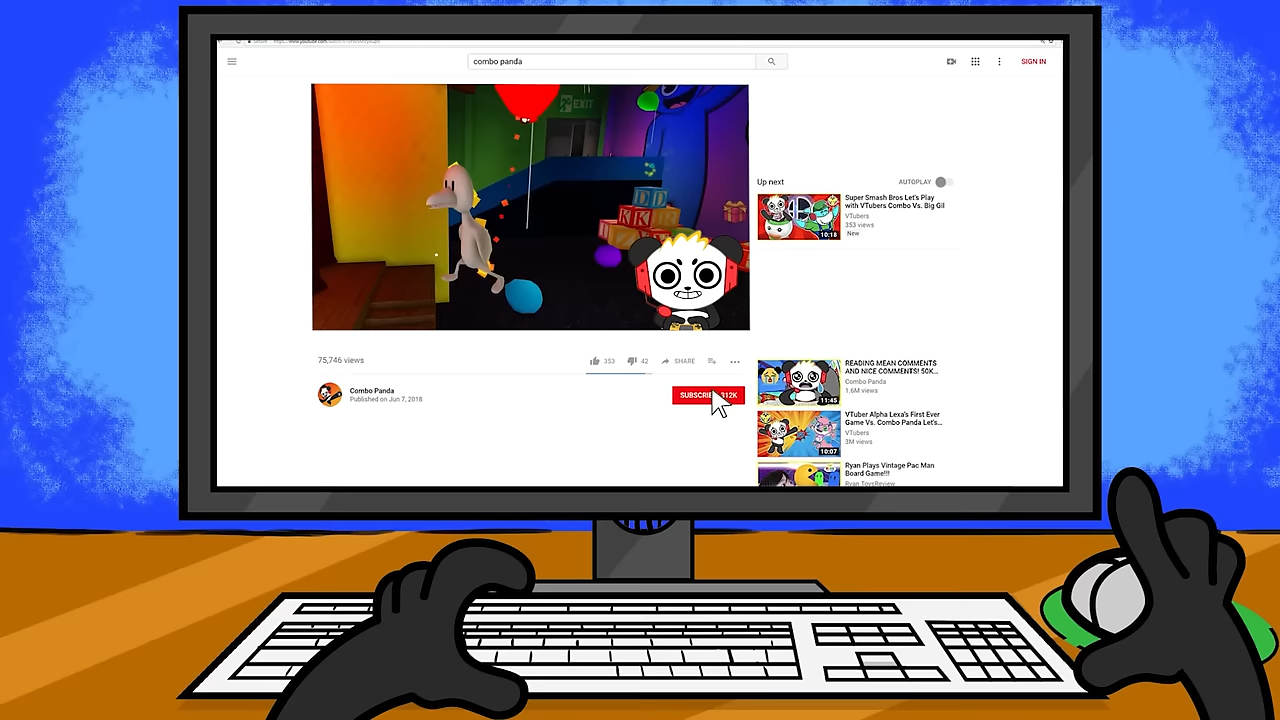 combo panda
SIGN IN
EXIT
DD
KK
Up next
AUTOPLAY
Super Smash Bros Let's Play
with VTubers Combo Vs. Big Gil
VTubers
353 views
New
10:18
75,746 views
353
42
SHARE
Combo Panda
Published on Jun 7, 2018
SUBSCRIBE 312K
READING MEAN COMMENTS
AND NICE COMMENTS! 50K...
Combo Panda
1.6M views
11:45
VTuber Alpha Lexa's First Ever
Game Vs. Combo Panda Let's...
VTubers
3M views
10:07
Ryan Plays Vintage Pac Man
Board Game!!!
Ryan ToysReview